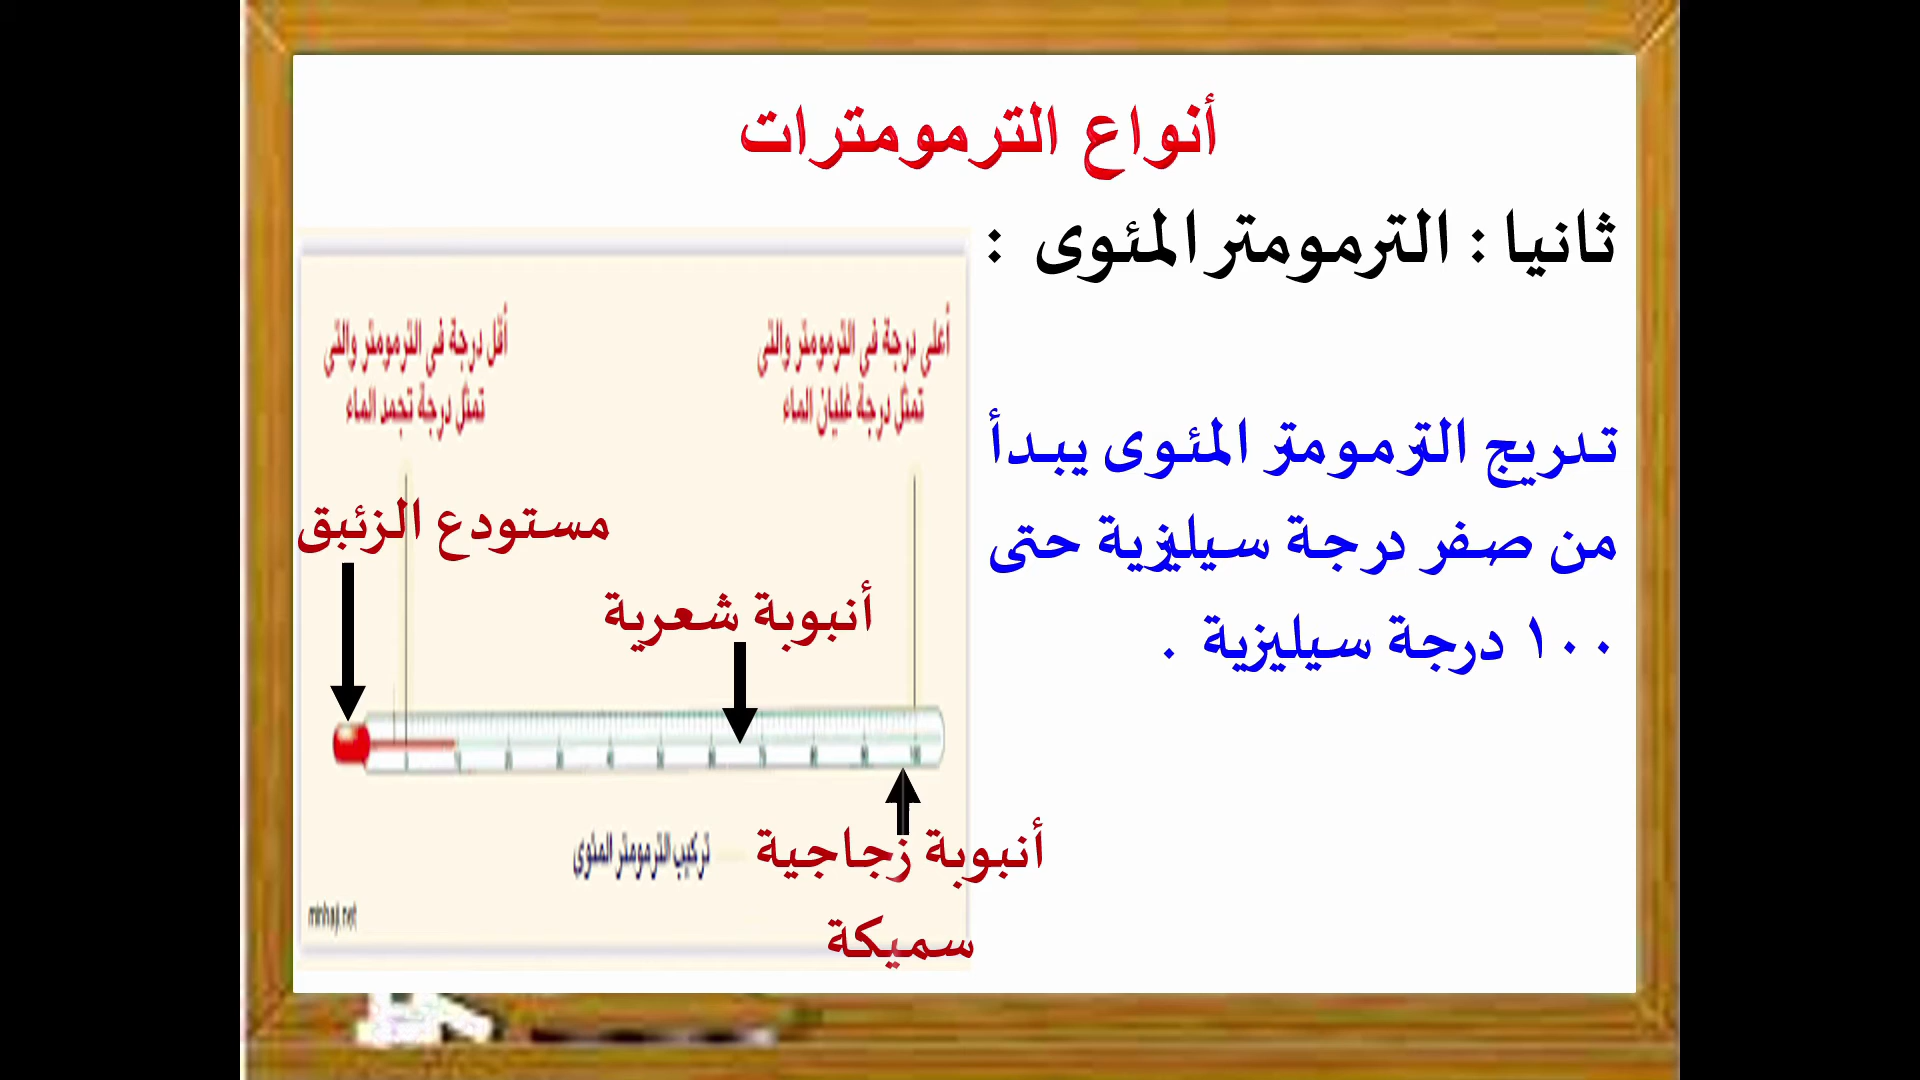 أنواع الترمومترات
ثانيا : الترمومتر المئوى :
تدريج الترمومتر المئوى يبدأ
من صفر درجة سيليزية حتى
١٠٠ درجة سيليزية .
أعلى درجة فى الترمومتر والتى
تمثل درجة غليان الماء
أقل درجة فى الترمومتر والتى
تمثل درجة تجمد الماء
مستودع الزئبق
أنبوبة شعرية
أنبوبة زجاجية
سميكة
تركيب الترمومتر المئوى
minhaji.net